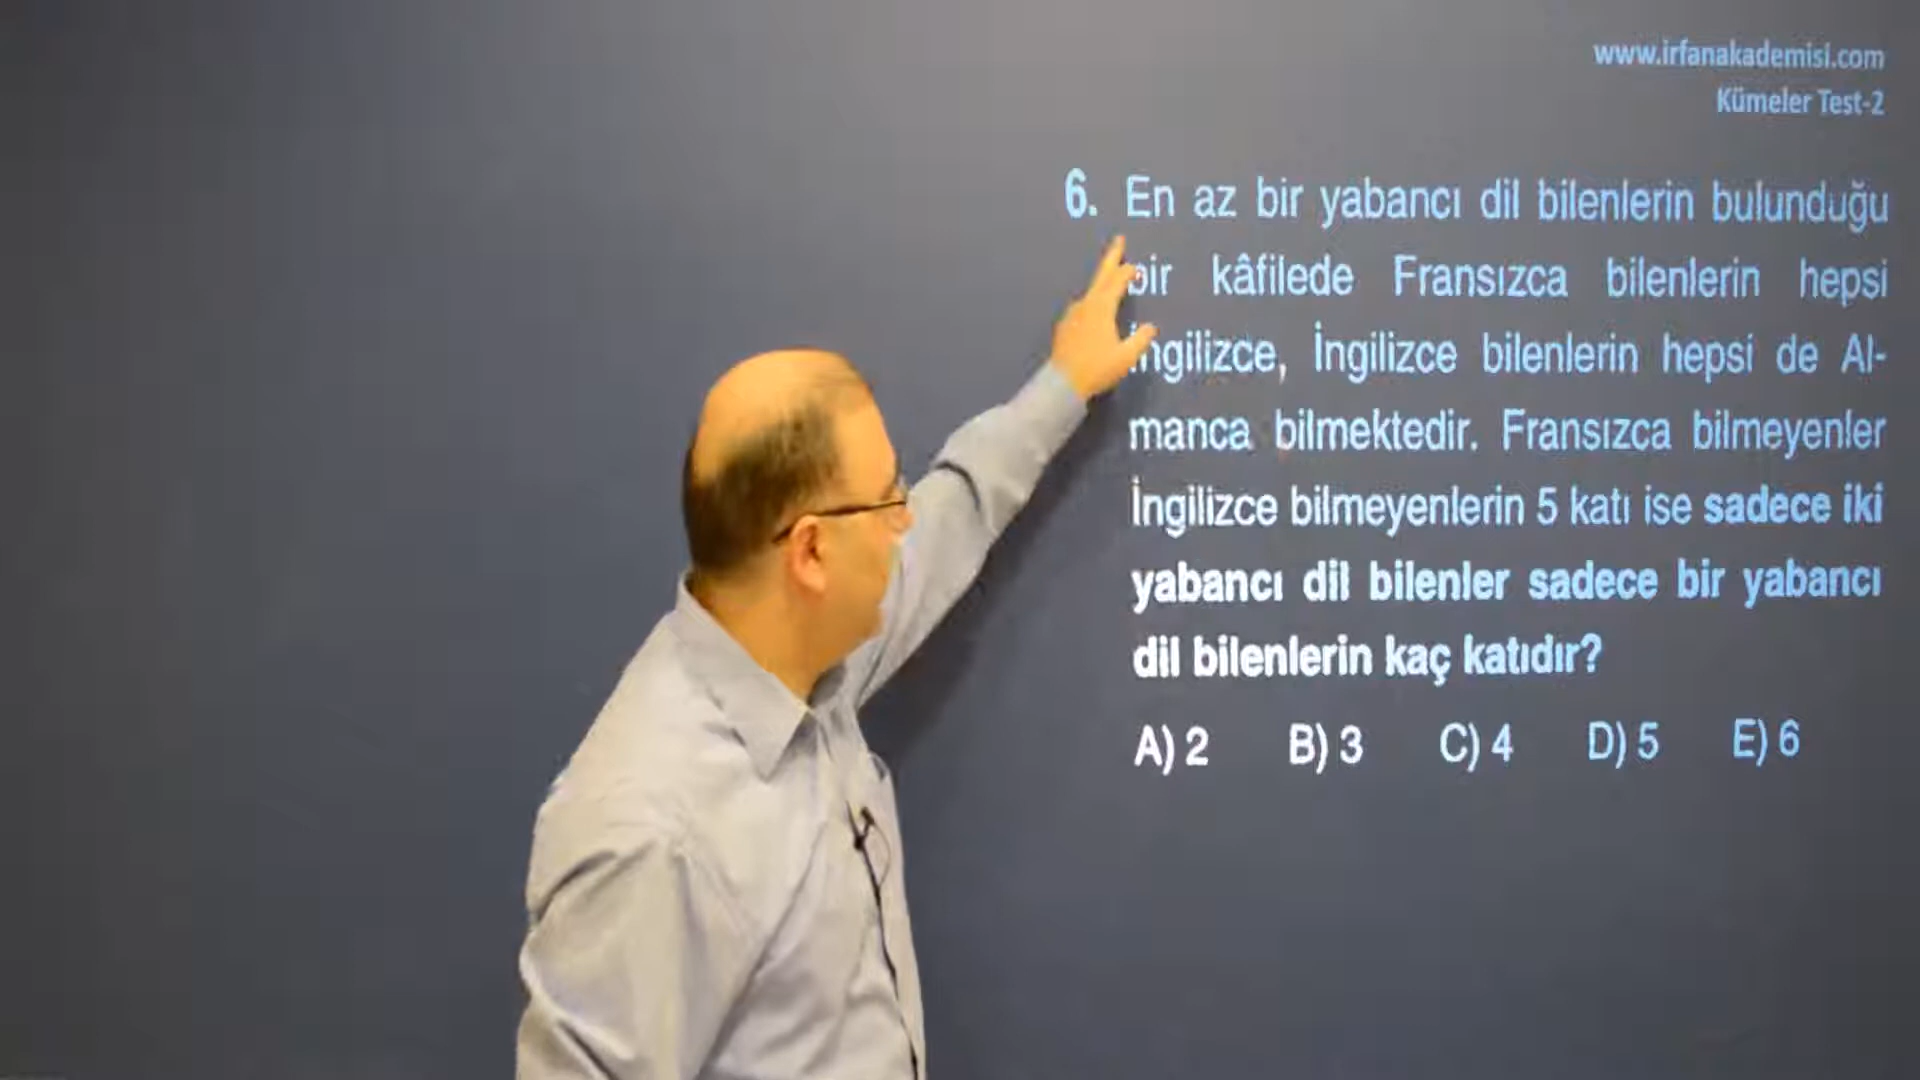 www.irfanakademisi.com
Kümeler Test-2
6. En az bir yabancı dil bilenlerin bulunduğu
bir kâfilede Fransızca bilenlerin hepsi
İngilizce, İngilizce bilenlerin hepsi de Al-
manca bilmektedir. Fransızca bilmeyenler
İngilizce bilmeyenlerin 5 katı ise sadece iki
yabancı dil bilenler sadece bir yabancı
dil bilenlerin kaç katıdır?
A) 2 B) 3 C) 4 D) 5 E) 6